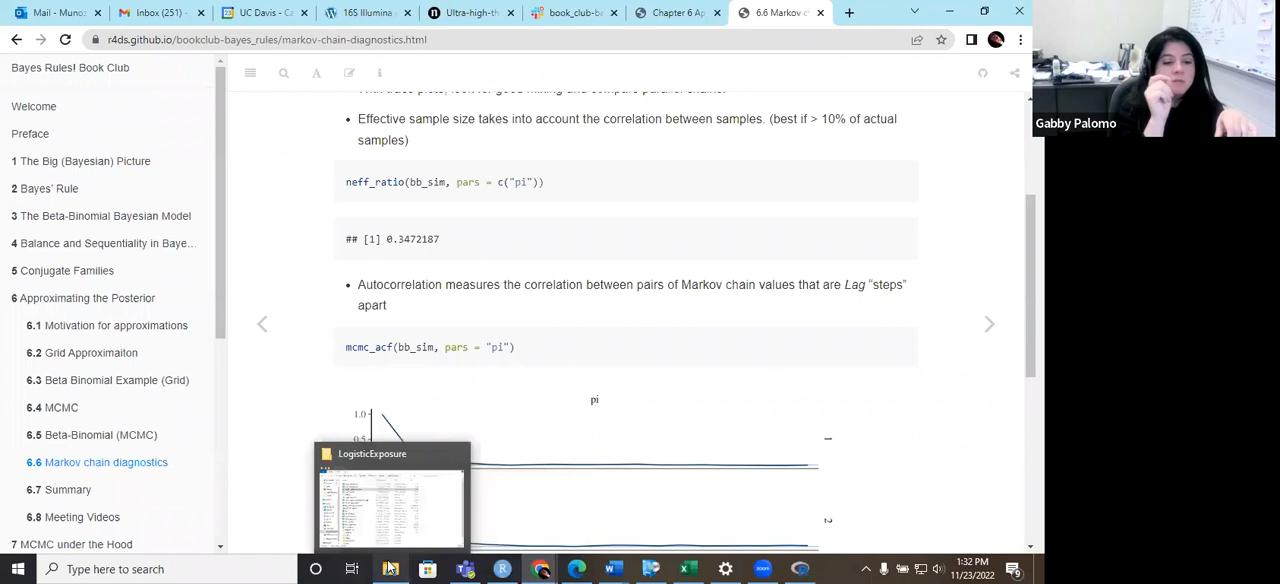 Mail - Munoz
Inbox (251) -
UC Davis - Ca
16S Illumina
Ultra-high-th
book_club-ba
Chapter 6 Ap
6.6 Markov c
r4ds.github.io/bookclub-bayes_rules/markov-chain-diagnostics.html
Gabby Palomo
Bayes Rules! Book Club
Welcome
Preface
1 The Big (Bayesian) Picture
2 Bayes' Rule
3 The Beta-Binomial Bayesian Model
4 Balance and Sequentiality in Baye...
5 Conjugate Families
6 Approximating the Posterior
6.1 Motivation for approximations
6.2 Grid Approximaiton
6.3 Beta Binomial Example (Grid)
6.4 MCMC
6.5 Beta-Binomial (MCMC)
6.6 Markov chain diagnostics
6.7 Summa
6.8 M
7 MCMC Under the Hood
• Effective sample size takes into account the correlation between samples. (best if > 10% of actual
samples)
neff_ratio(bb_sim, pars = c("pi"))
## [1] 0.3472187
• Autocorrelation measures the correlation between pairs of Markov chain values that are Lag "steps"
apart
mcmc_acf(bb_sim, pars = "pi")
pi
1.0
0.5
LogisticExposure
Type here to search
1:32 PM
11/23/2022